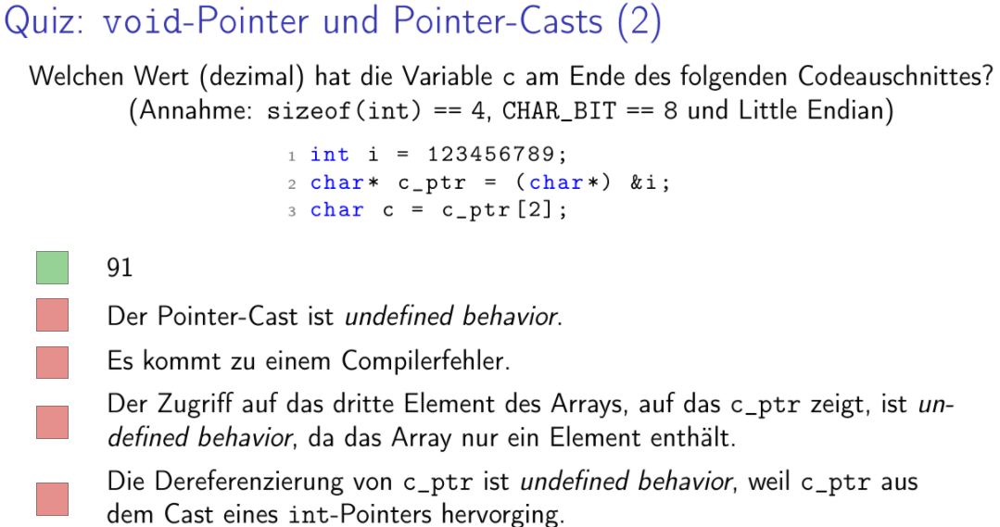 Quiz: void-Pointer und Pointer-Casts (2)
Welchen Wert (dezimal) hat die Variable c am Ende des folgenden Codeauschnittes?
(Annahme: sizeof(int) == 4, CHAR_BIT == 8 und Little Endian)
1 int i = 123456789;
2 char* c_ptr = (char*) &i;
3 char c = c_ptr[2];
91
Der Pointer-Cast ist undefined behavior.
Es kommt zu einem Compilerfehler.
Der Zugriff auf das dritte Element des Arrays, auf das c_ptr zeigt, ist un-
defined behavior, da das Array nur ein Element enthält.
Die Dereferenzierung von c_ptr ist undefined behavior, weil c_ptr aus
dem Cast eines int-Pointers hervorging.